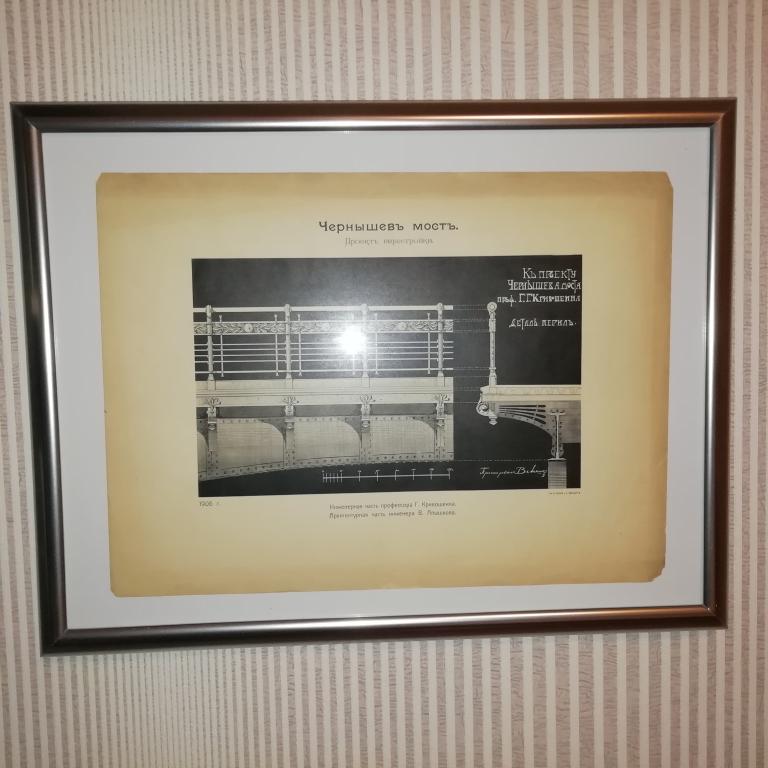 Чернышевъ мостъ.
Проектъ перестройки.
Къ проекту
Чернышева моста
проф. Г.Г. Кривошеина
Деталь перилъ.
1906 г.
Инженерная часть профессора Г. Кривошеина.
Архитектурная часть инженера В. Апышкова.